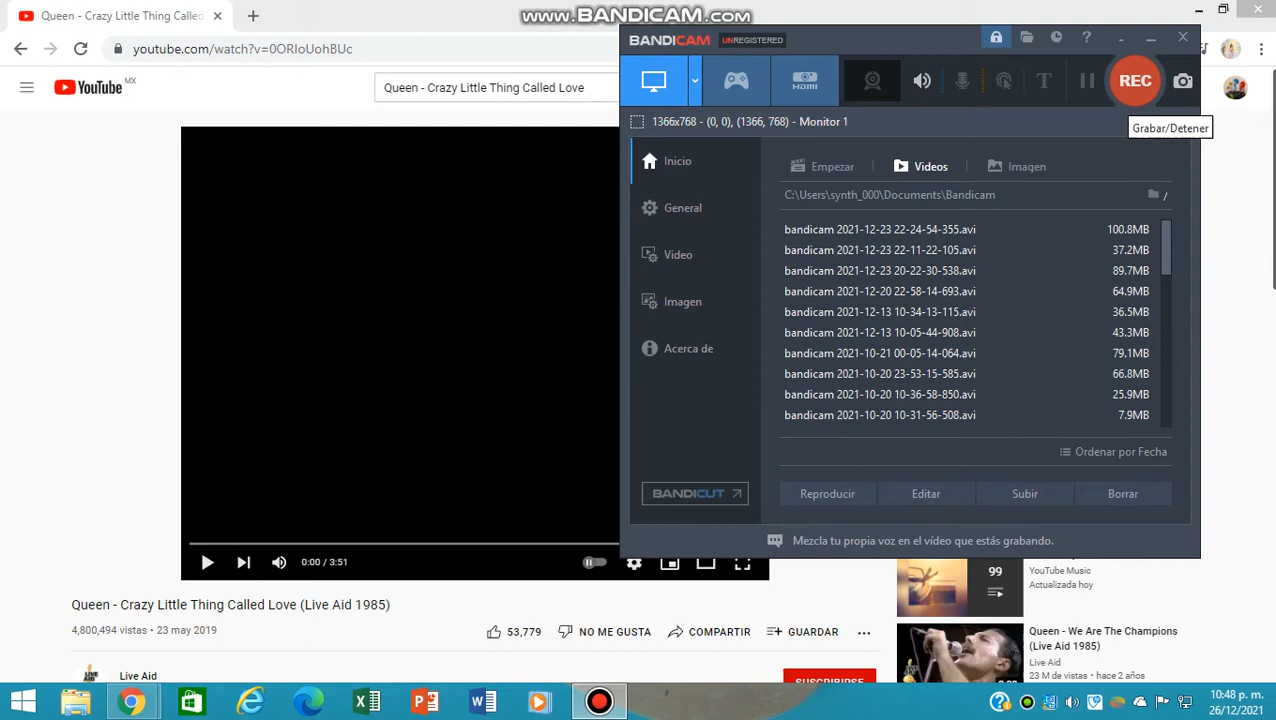 www.BANDICAM.com
Queen - Crazy Little Thing Called
youtube.com/watch?v=0ORIoUohBUc
YouTube MX
Queen - Crazy Little Thing Called Love
BANDICAM UNREGISTERED
HDMI
REC
1366x768 - (0, 0), (1366, 768) - Monitor 1
Grabar/Detener
Inicio
General
Video
Imagen
Acerca de
BANDICUT
Empezar
Videos
Imagen
C:\Users\synth_000\Documents\Bandicam
bandicam 2021-12-23 22-24-54-355.avi 100.8MB
bandicam 2021-12-23 22-11-22-105.avi 37.2MB
bandicam 2021-12-23 20-22-30-538.avi 89.7MB
bandicam 2021-12-20 22-58-14-693.avi 64.9MB
bandicam 2021-12-13 10-34-13-115.avi 36.5MB
bandicam 2021-12-13 10-05-44-908.avi 43.3MB
bandicam 2021-10-21 00-05-14-064.avi 79.1MB
bandicam 2021-10-20 23-53-15-585.avi 66.8MB
bandicam 2021-10-20 10-36-58-850.avi 25.9MB
bandicam 2021-10-20 10-31-56-508.avi 7.9MB
Ordenar por Fecha
Reproducir Editar Subir Borrar
Mezcla tu propia voz en el vídeo que estás grabando.
0:00 / 3:51
Queen - Crazy Little Thing Called Love (Live Aid 1985)
4,800,494 vistas • 23 may 2019
53,779 NO ME GUSTA COMPARTIR GUARDAR
Live Aid
SUSCRIBIRSE
99
YouTube Music
Actualizada hoy
Queen - We Are The Champions
(Live Aid 1985)
Live Aid
23 M de vistas • hace 2 años
10:48 p. m.
26/12/2021